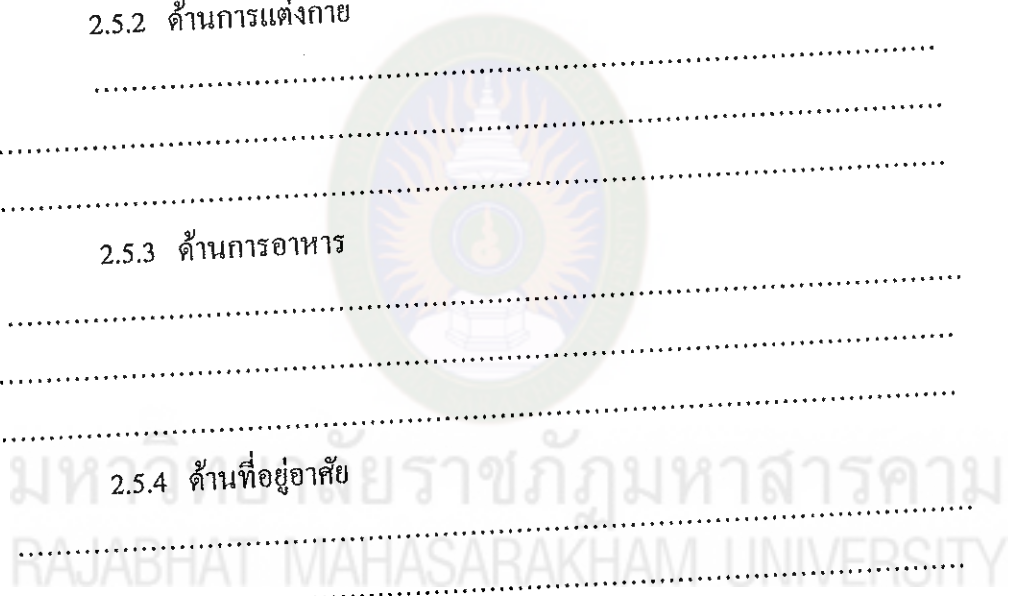 2.5.2 ด้านการแต่งกาย
..........................................................................................
..........................................................................................
..........................................................................................
2.5.3 ด้านการอาหาร
..........................................................................................
..........................................................................................
..........................................................................................
2.5.4 ด้านที่อยู่อาศัย
มหาวิทยาลัยราชภัฏมหาสารคาม
..........................................................................................
RAJABHAT MAHASARAKHAM UNIVERSITY
..........................................................................................